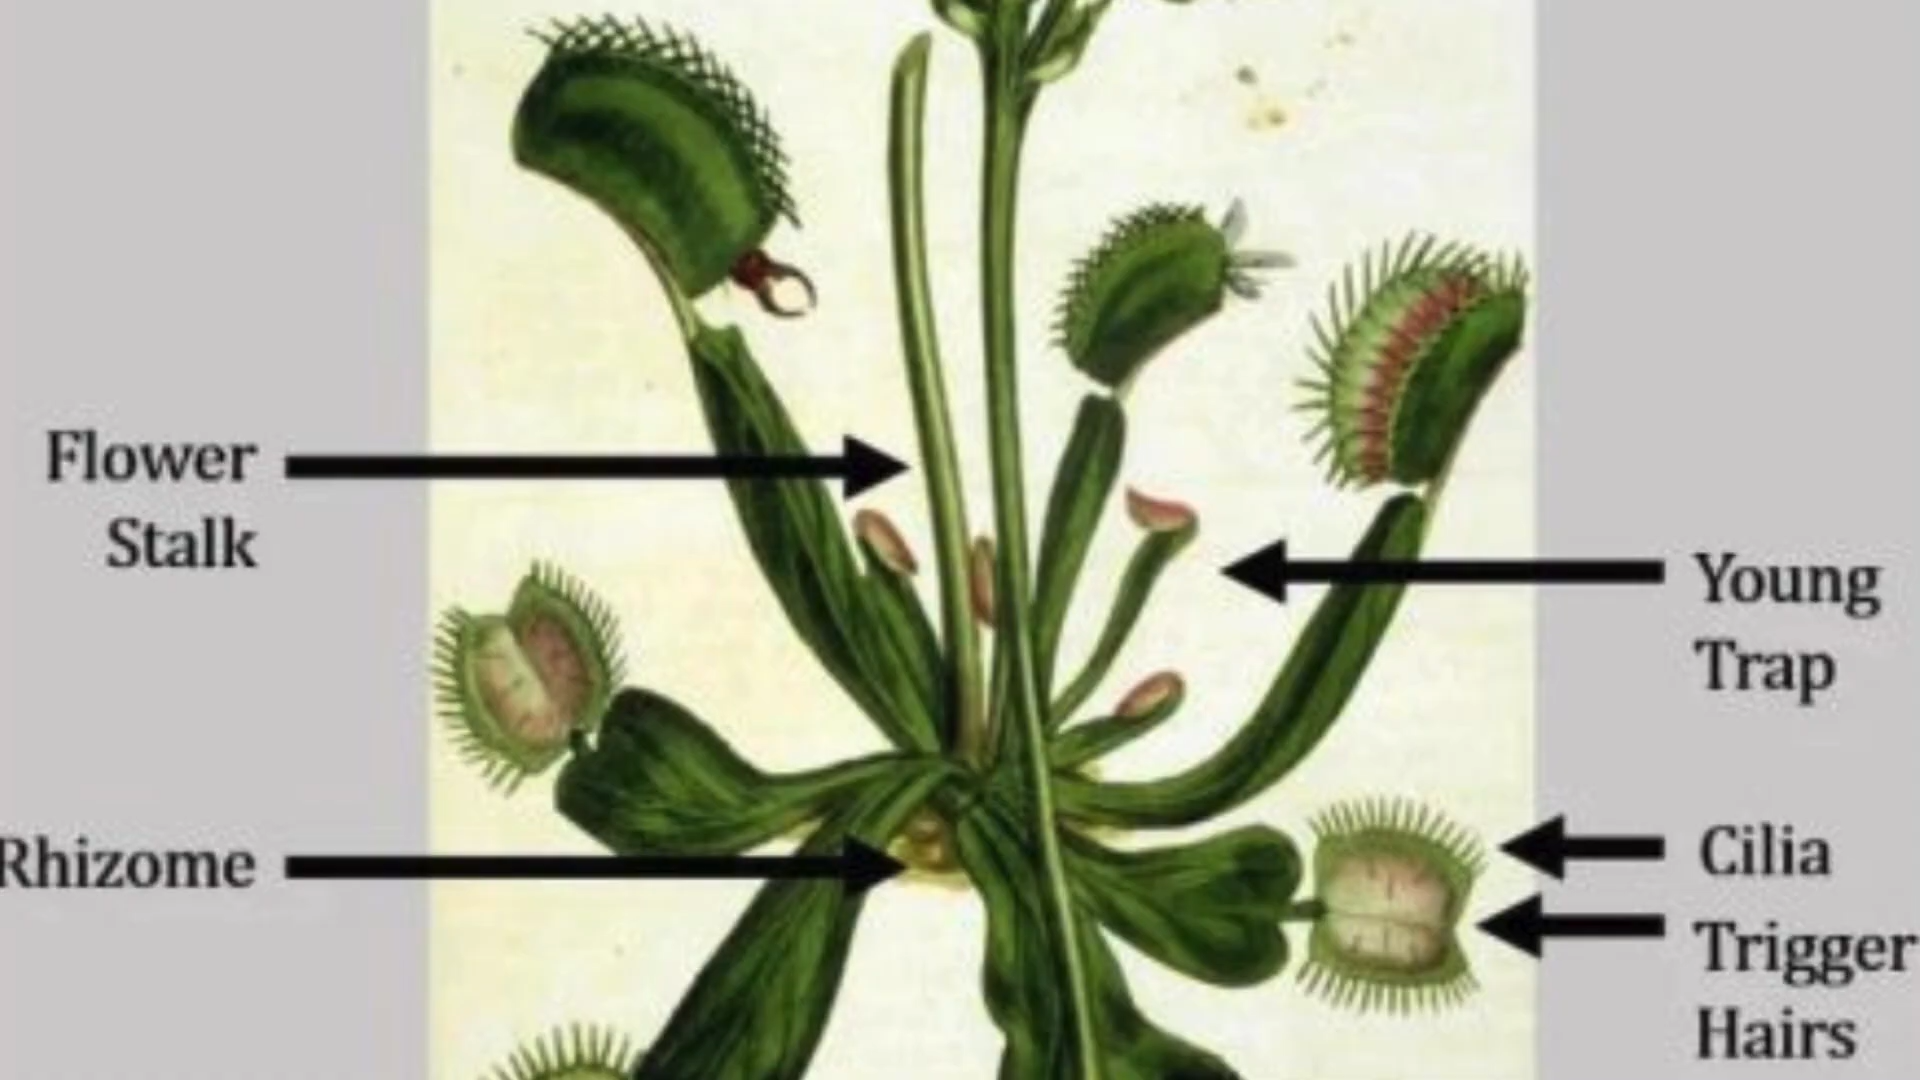 Flower
Stalk
Rhizome
Young
Trap
Cilia
Trigger
Hairs